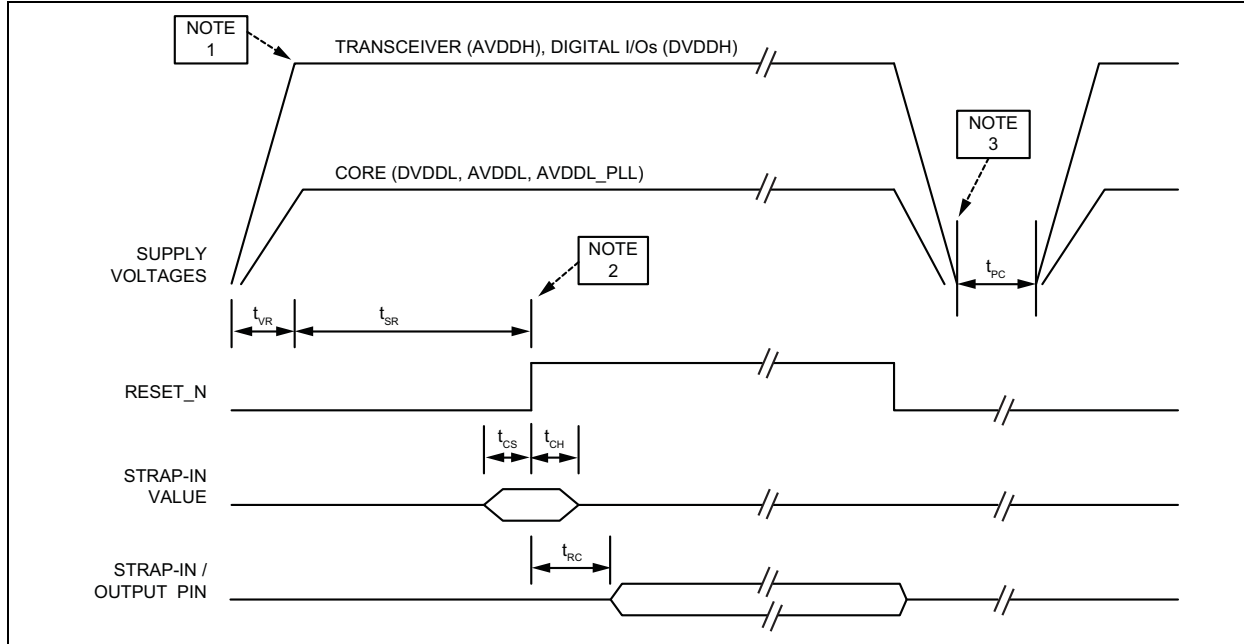 NOTE
1
TRANSCEIVER (AVDDH), DIGITAL I/Os (DVDDH)
NOTE
3
CORE (DVDDL, AVDDL, AVDDL_PLL)
NOTE
2
SUPPLY
VOLTAGES
tPC
tVR
tSR
RESET_N
tCS
tCH
STRAP-IN
VALUE
tRC
STRAP-IN /
OUTPUT PIN